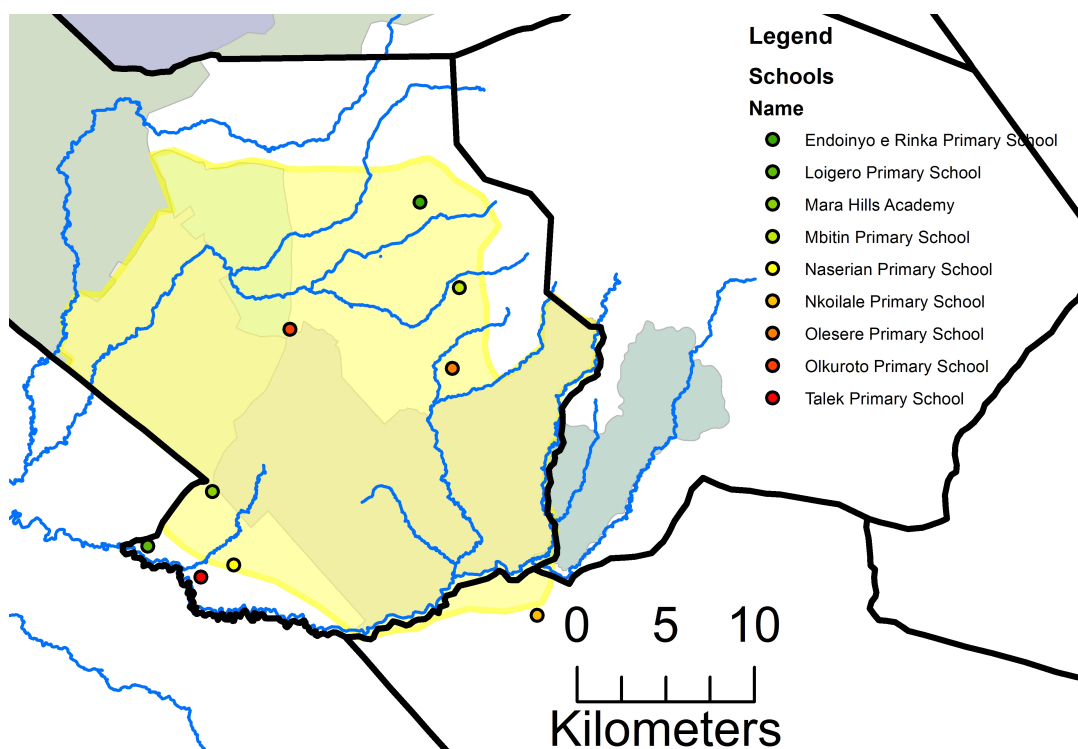 Legend
Schools
Name
Endoinyo e Rinka Primary School
Loigero Primary School
Mara Hills Academy
Mbitin Primary School
Naserian Primary School
Nkoilale Primary School
Olesere Primary School
Olkuroto Primary School
Talek Primary School
0 5 10
Kilometers